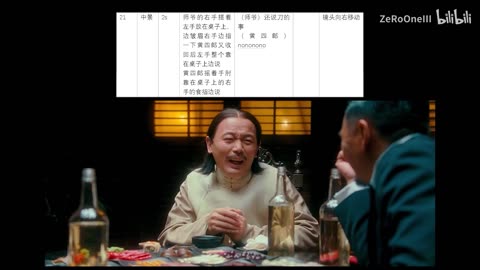 ZeRoOneIII bilibili
21 中景 2s 师爷的右手摸着 （师爷）还说刀的 镜头向右移动
左手放在桌子上， 事
边皱眉右手边指 （黄四郎）
一下黄四郎又收 nonononono
回后左手整个靠
在桌子上边说
黄四郎摇着手肘
靠在桌子上的右
手的食指边说